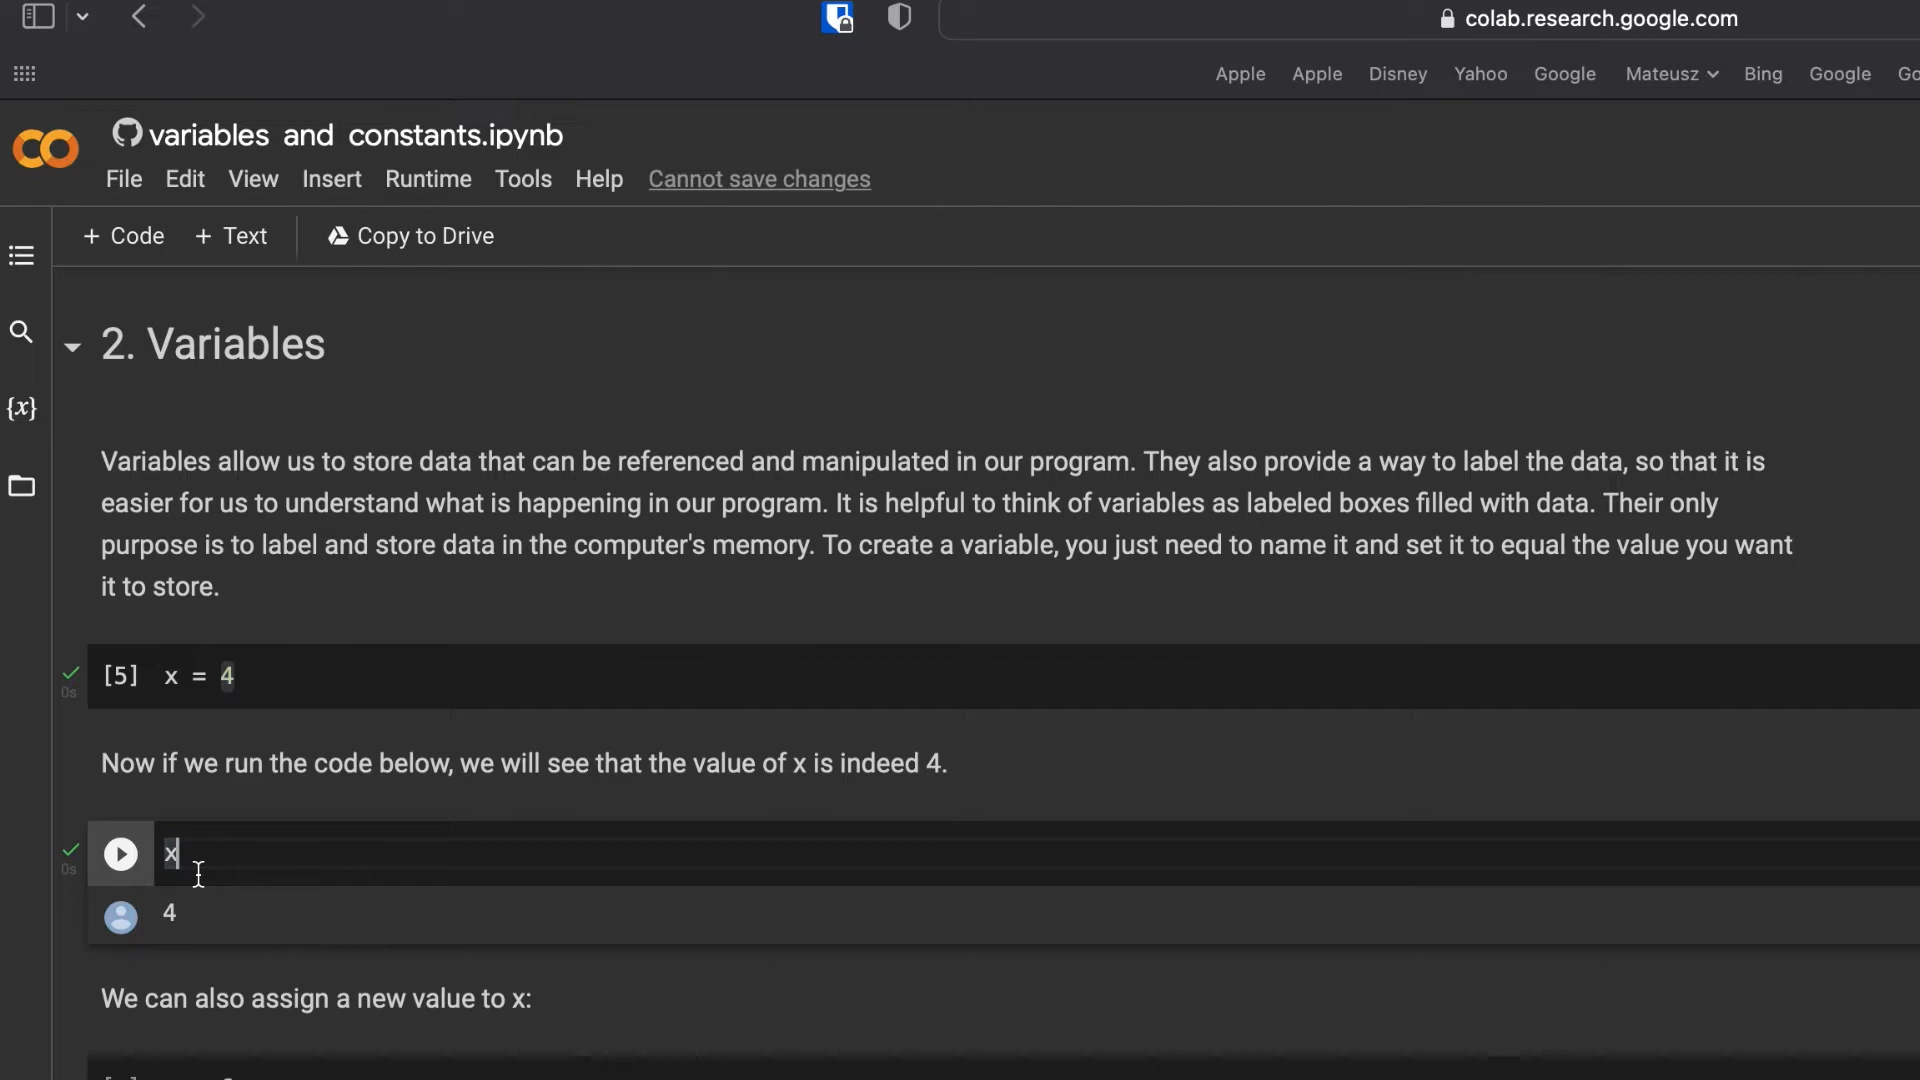 colab.research.google.com
Apple Apple Disney Yahoo Google Mateusz Bing Google Go
variables and constants.ipynb
File Edit View Insert Runtime Tools Help Cannot save changes
+ Code + Text Copy to Drive
2. Variables
{x}
Variables allow us to store data that can be referenced and manipulated in our program. They also provide a way to label the data, so that it is
easier for us to understand what is happening in our program. It is helpful to think of variables as labeled boxes filled with data. Their only
purpose is to label and store data in the computer's memory. To create a variable, you just need to name it and set it to equal the value you want
it to store.
[5] x = 4
0s
Now if we run the code below, we will see that the value of x is indeed 4.
x
0s
4
We can also assign a new value to x: